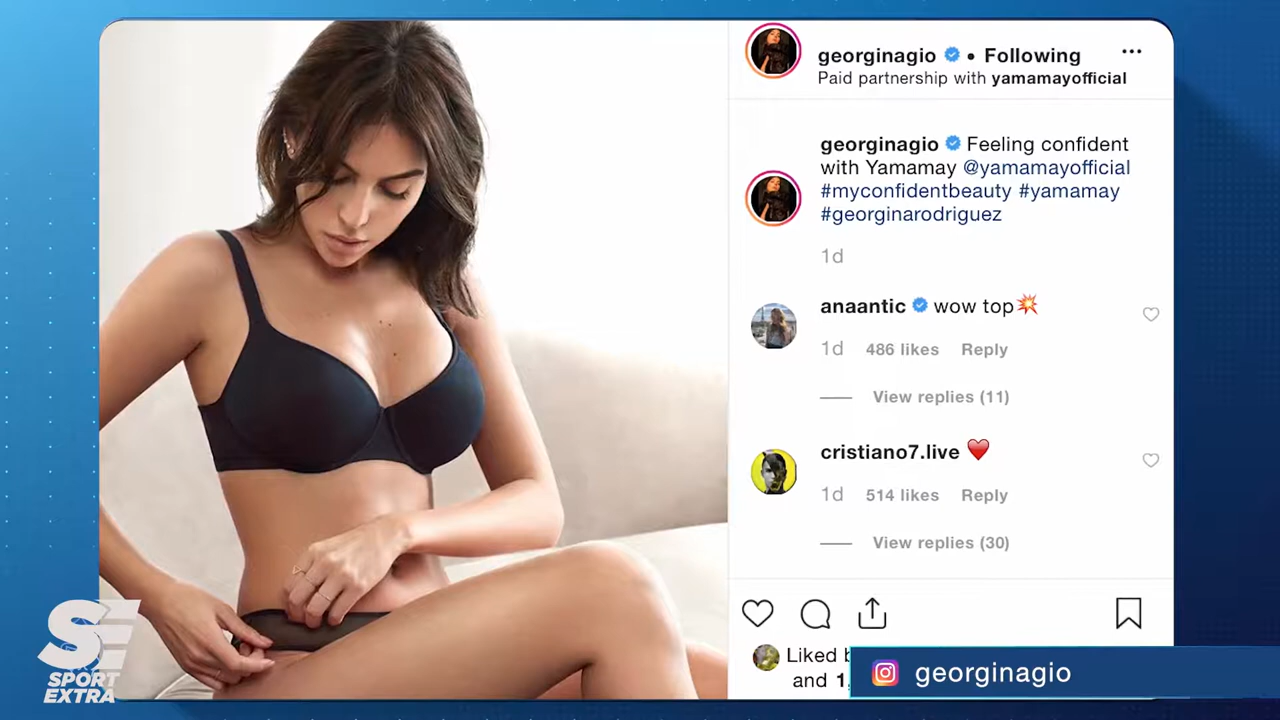 georginagio • Following
Paid partnership with yamamayofficial
georginagio Feeling confident
with Yamamay @yamamayofficial
#myconfidentbeauty #yamamay
#georginarodriguez
1d
anaantic wow top
1d 486 likes Reply
View replies (11)
cristiano7.live
1d 514 likes Reply
View replies (30)
Liked
and 1
georginagio
SE
SPORT
EXTRA